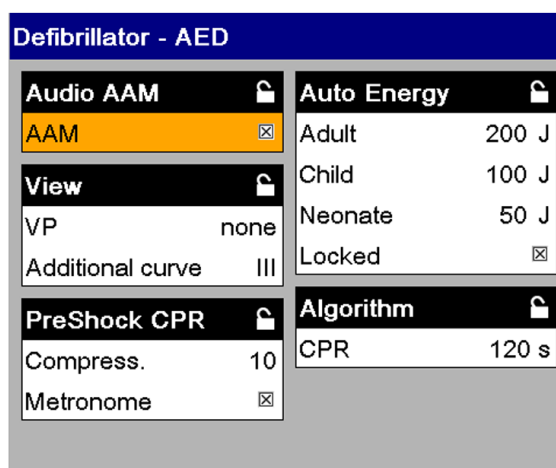 Defibrillator - AED
Audio AAM
AAM ☒
View
VP none
Additional curve III
PreShock CPR
Compress. 10
Metronome ☒
Auto Energy
Adult 200 J
Child 100 J
Neonate 50 J
Locked ☒
Algorithm
CPR 120 s